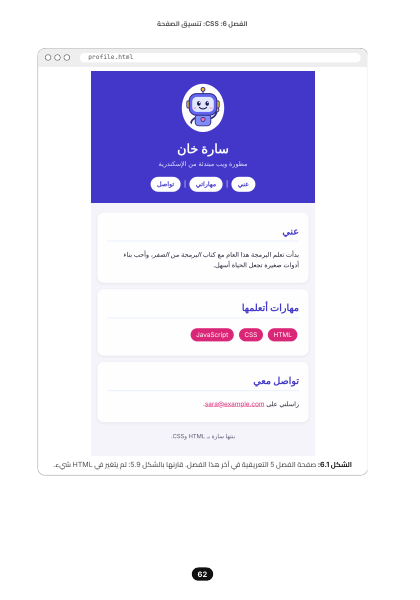 الفصل 6: CSS: تنسيق الصفحة
profile.html
سارة خان
مطورة ويب مبتدئة من الإسكندرية
عني | مهاراتي | تواصل
عني
بدأت تعلم البرمجة هذا العام مع كتاب البرمجة من الصفر، وأحب بناء
أدوات صغيرة تجعل الحياة أسهل.
مهارات أتعلمها
HTML CSS JavaScript
تواصل معي
راسلني على sara@example.com.
بنتها سارة بـ HTML وCSS.
الشكل 6.1: صفحة الفصل 5 التعريفية في آخر هذا الفصل. قارنها بالشكل 5.9: لم يتغير في HTML شيء.
62